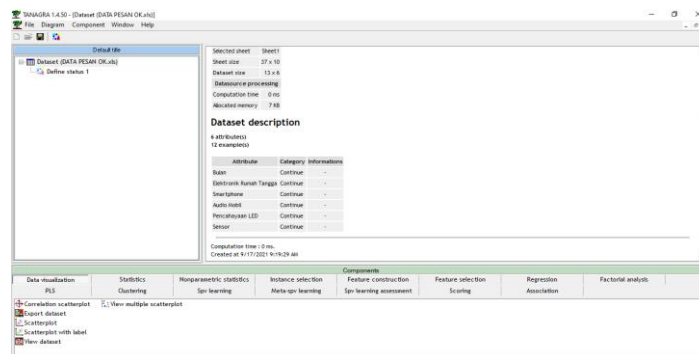 TANAGRA 1.4.50 - [Dataset (DATA PESAN OK.xls)]
File Diagram Component Window Help
Default title
Dataset (DATA PESAN OK.xls)
Define status 1
Selected sheet Sheet1
Sheet size 37 x 10
Dataset size 13 x 6
Datasource processing
Computation time 0 ms
Allocated memory 7 KB
Dataset description
6 attribute(s)
12 example(s)
Attribute Category Informations
Bulan Continue -
Elektronik Rumah Tangga Continue -
Smartphone Continue -
Audio Mobil Continue -
Pencahayaan LED Continue -
Sensor Continue -
Computation time : 0 ms.
Created at 9/17/2021 9:19:29 AM
Components
Data visualization Statistics Nonparametric statistics Instance selection Feature construction Feature selection Regression Factorial analysis
PLS Clustering Spv learning Meta-spv learning Spv learning assessment Scoring Association
Correlation scatterplot View multiple scatterplot
Export dataset
Scatterplot
Scatterplot with label
View dataset